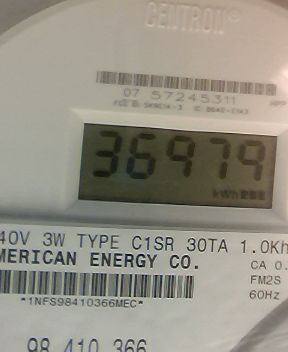 CENTRON®
07 57245311
36979
kWh
40V 3W TYPE C1SR 30TA 1.0Kh
MERICAN ENERGY CO.
CA 0.
FM2S
60Hz
*1NFS98410366MEC*
98 410 366